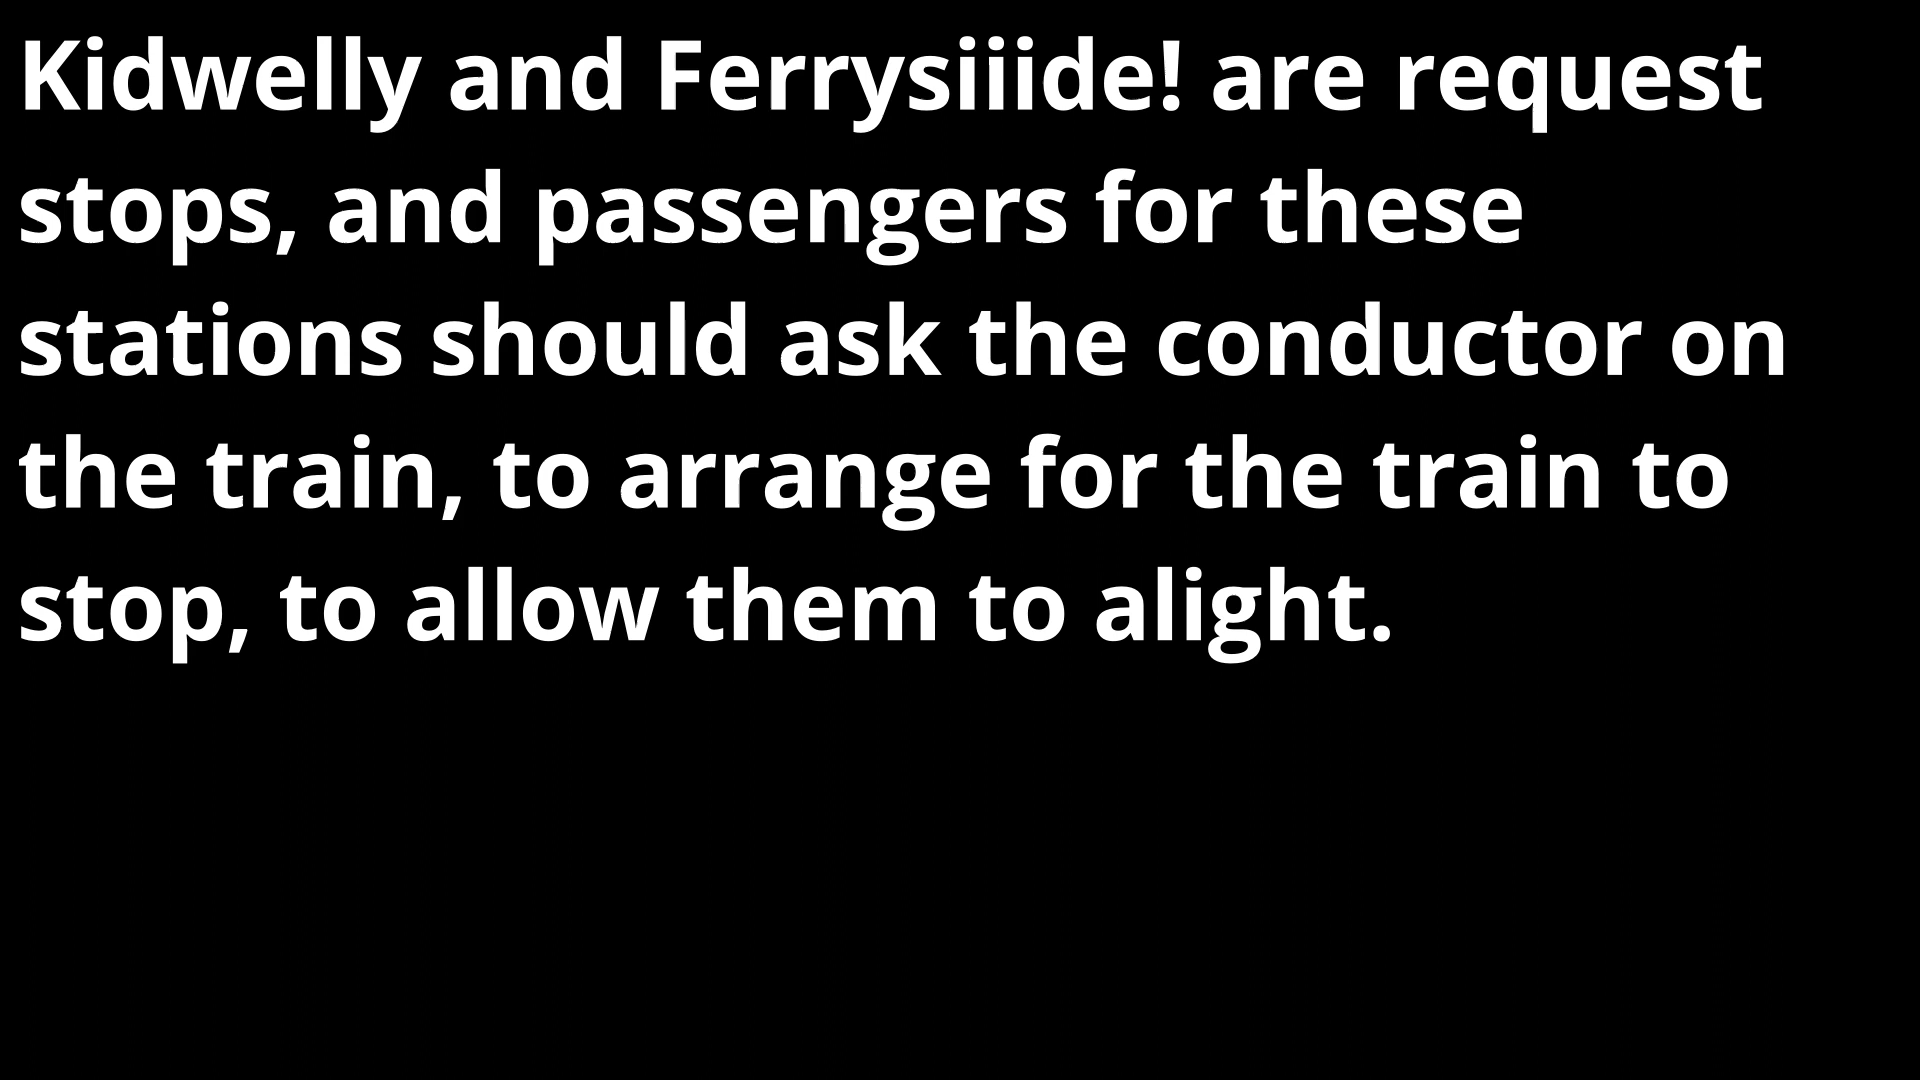 Kidwelly and Ferrysiiide! are request
stops, and passengers for these
stations should ask the conductor on
the train, to arrange for the train to
stop, to allow them to alight.